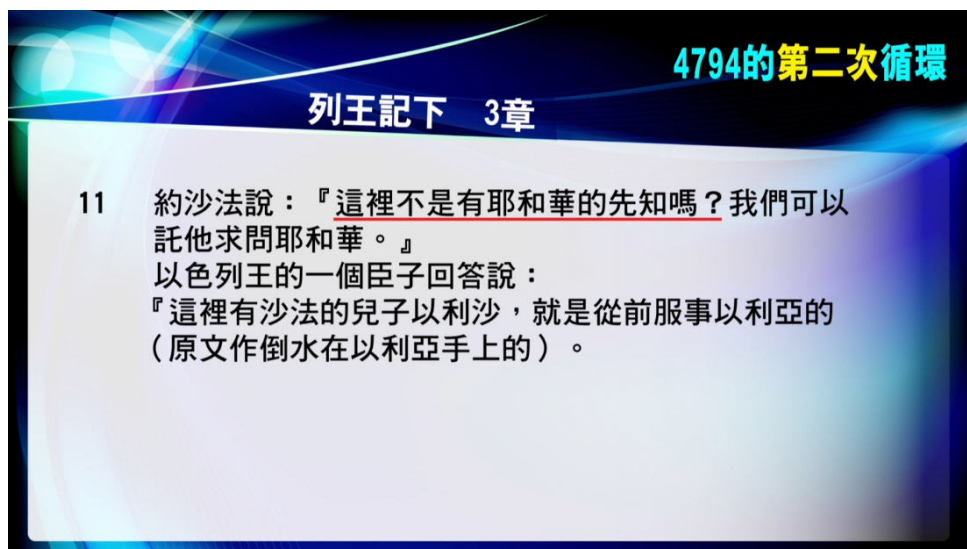 4794的第二次循環
列王記下 3章
11 約沙法說：『這裡不是有耶和華的先知嗎？我們可以
託他求問耶和華。』
以色列王的一個臣子回答說：
『這裡有沙法的兒子以利沙，就是從前服事以利亞的
（原文作倒水在以利亞手上的）。